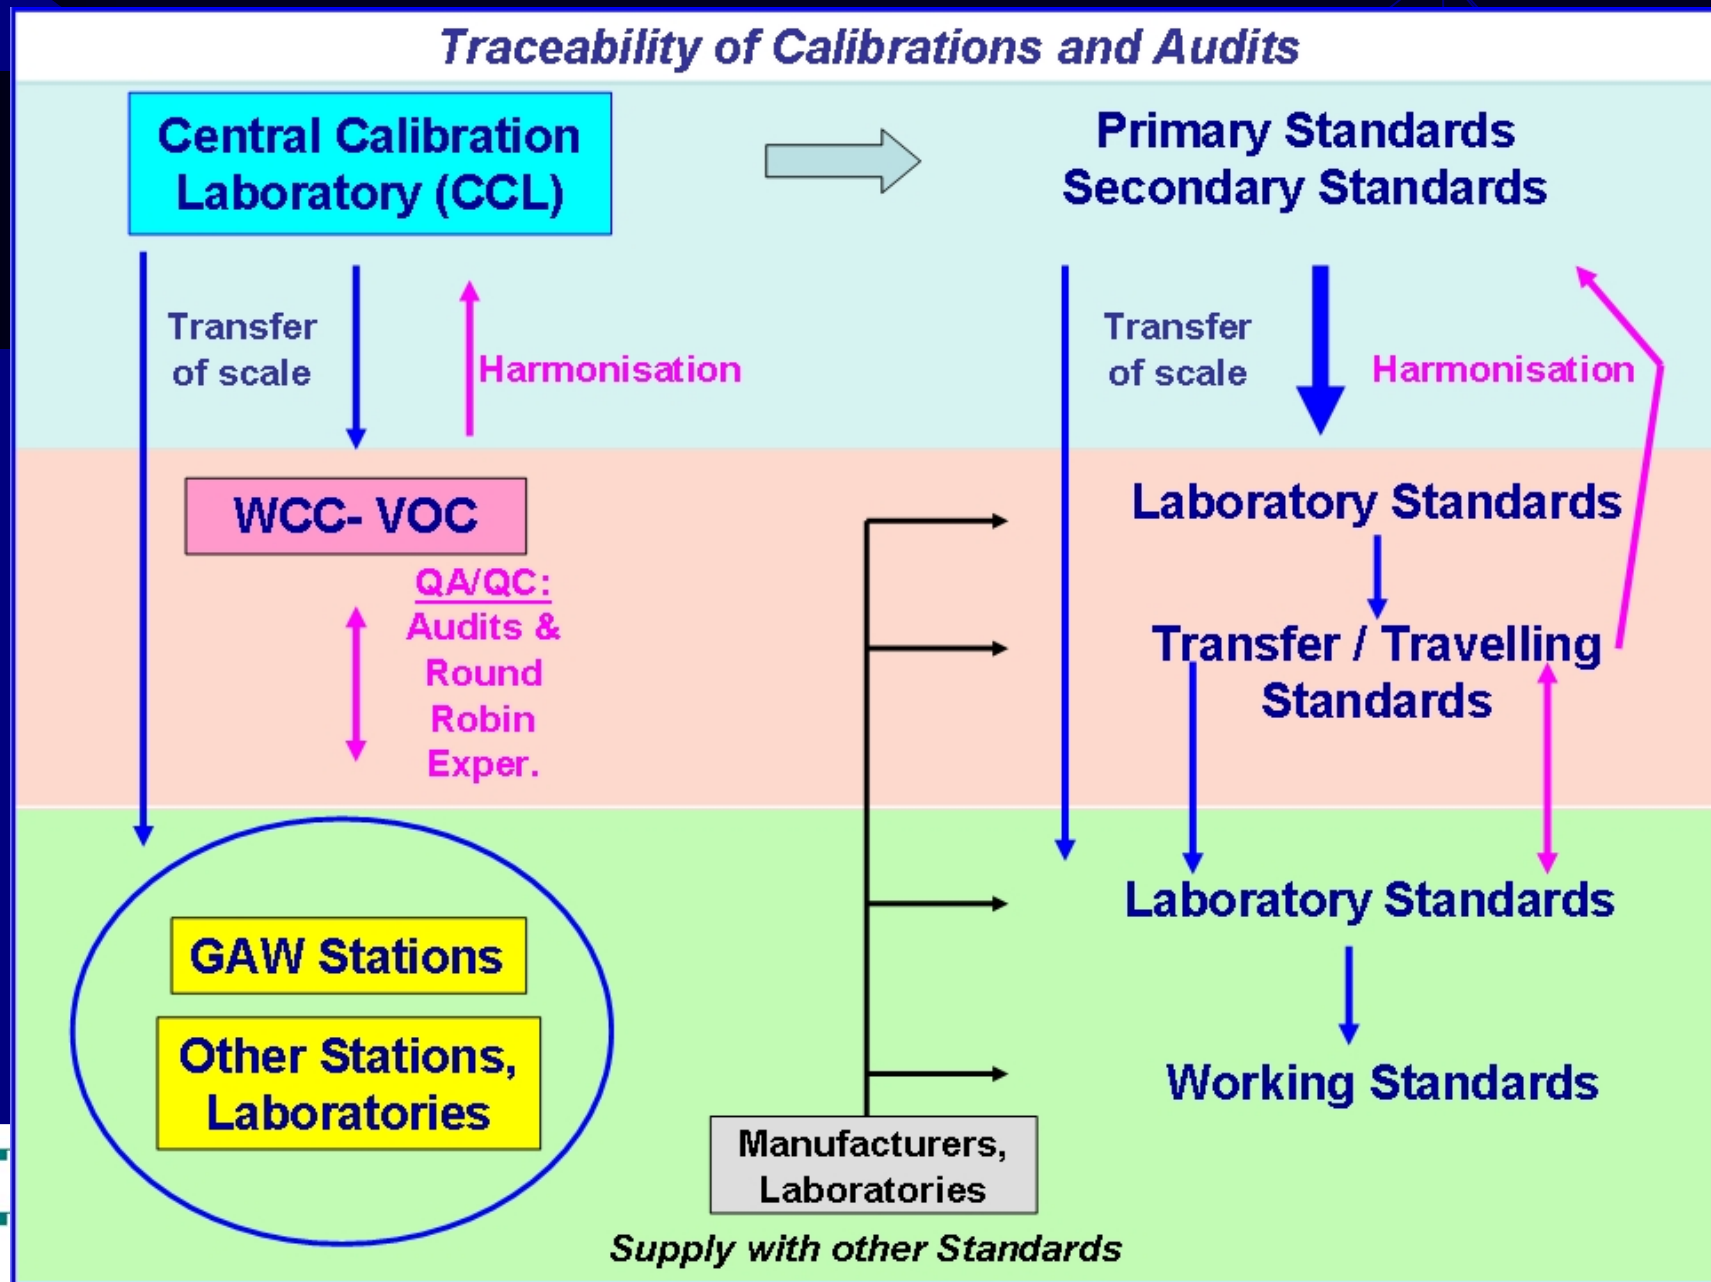 Traceability of Calibrations and Audits
Central Calibration
Laboratory (CCL)
Primary Standards
Secondary Standards
Transfer
of scale
Harmonisation
Transfer
of scale
Harmonisation
WCC- VOC
QA/QC:
Audits &
Round
Robin
Exper.
Laboratory Standards
Transfer / Travelling
Standards
GAW Stations
Other Stations,
Laboratories
Laboratory Standards
Working Standards
Manufacturers,
Laboratories
Supply with other Standards